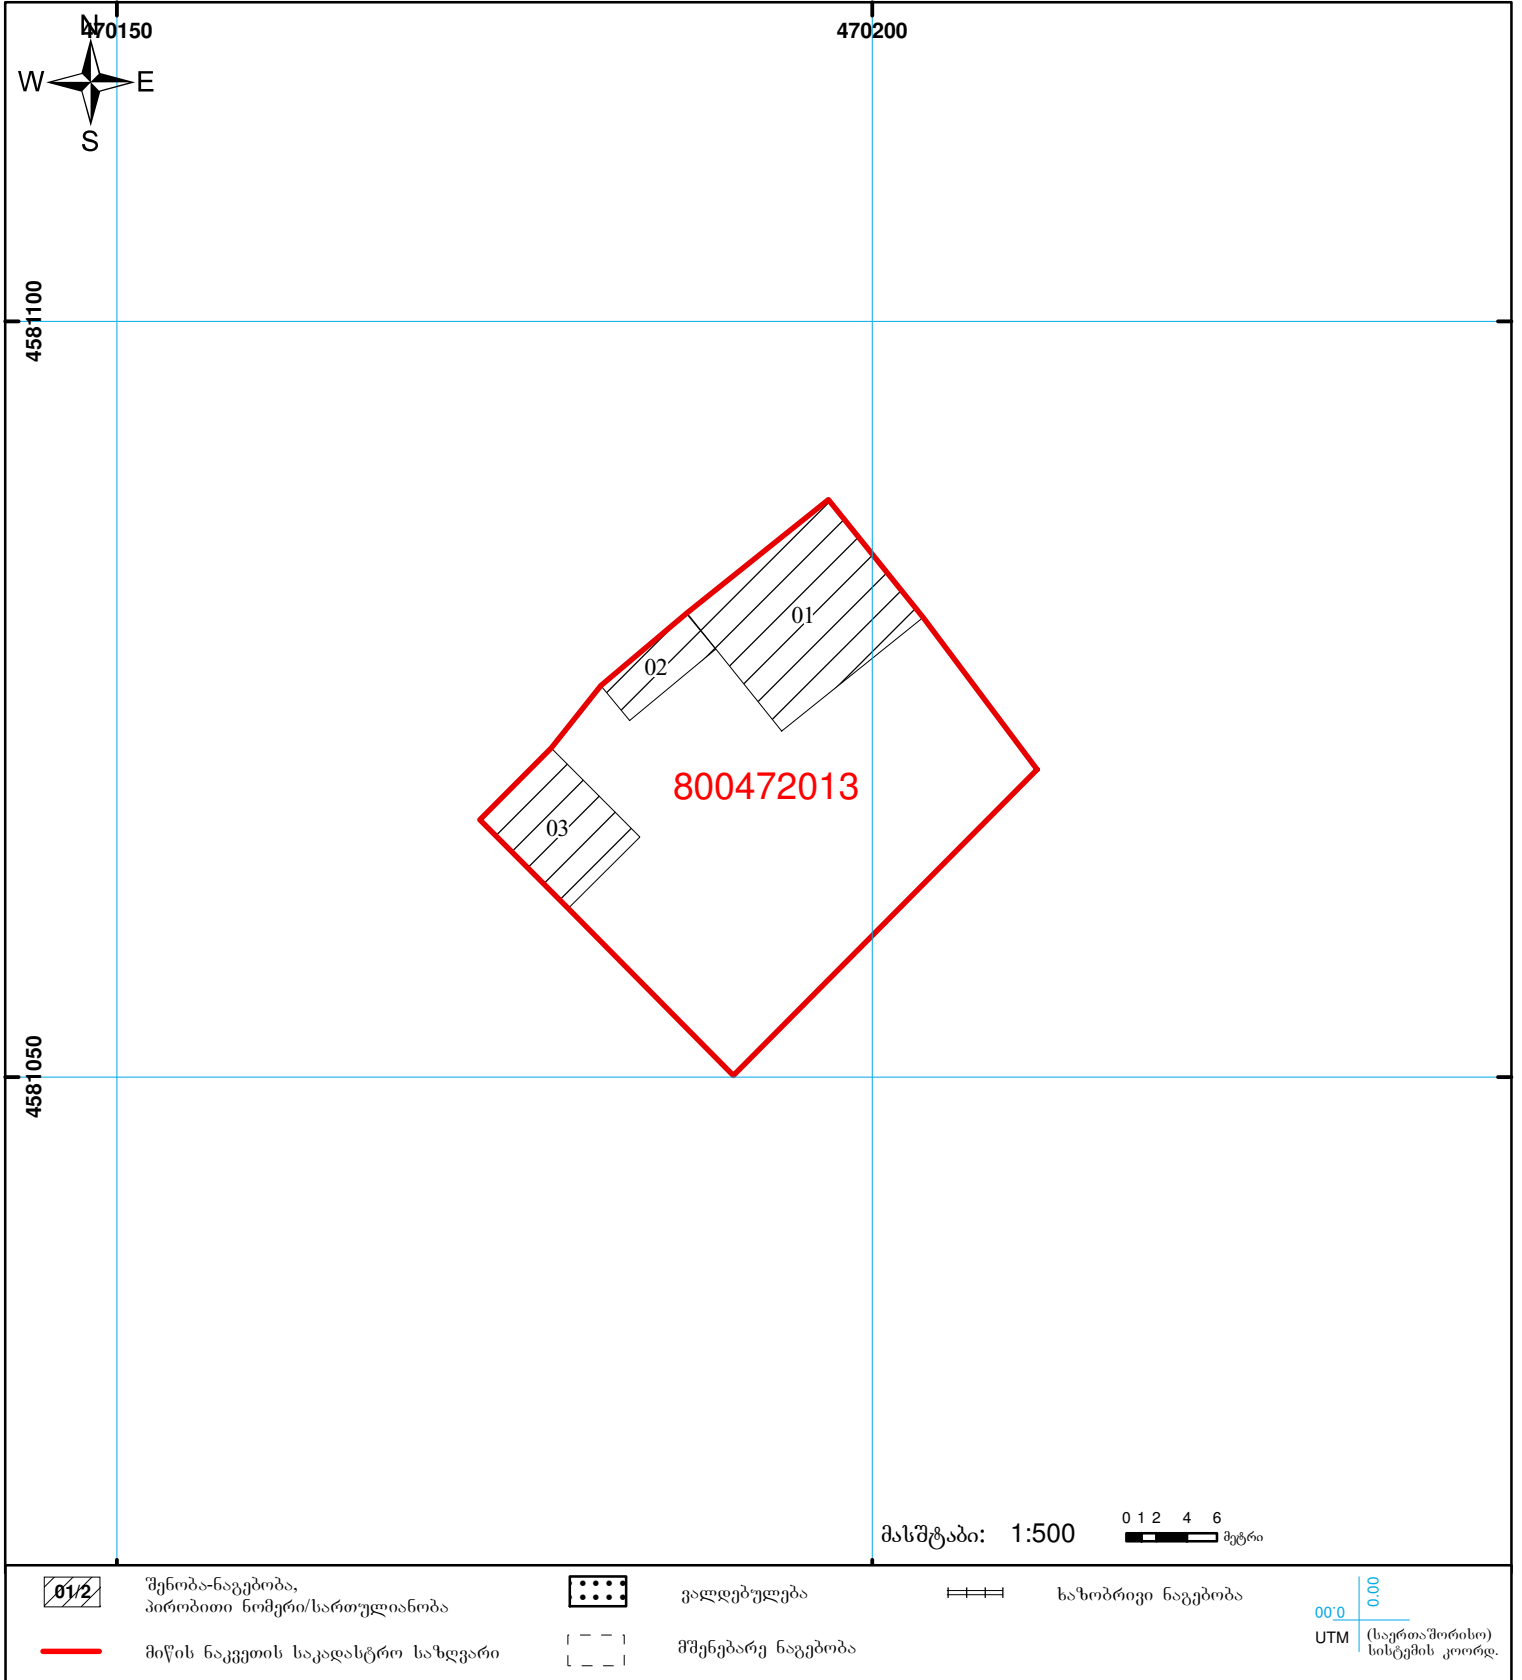 N
470150
470200
W
E
S
4581100
01
02
800472013
03
4581050
მასშტაბი: 1:500
0 1 2 4 6
მეტრი
01/2
შენობა-ნაგებობა,
პირობითი ნომერი/სართულიანობა
ვალდებულება
ხაზობრივი ნაგებობა
00.0
0.00
მიწის ნაკვეთის საკადასტრო საზღვარი
მშენებარე ნაგებობა
UTM
(საერთაშორისო)
სისტემის კოორდ.